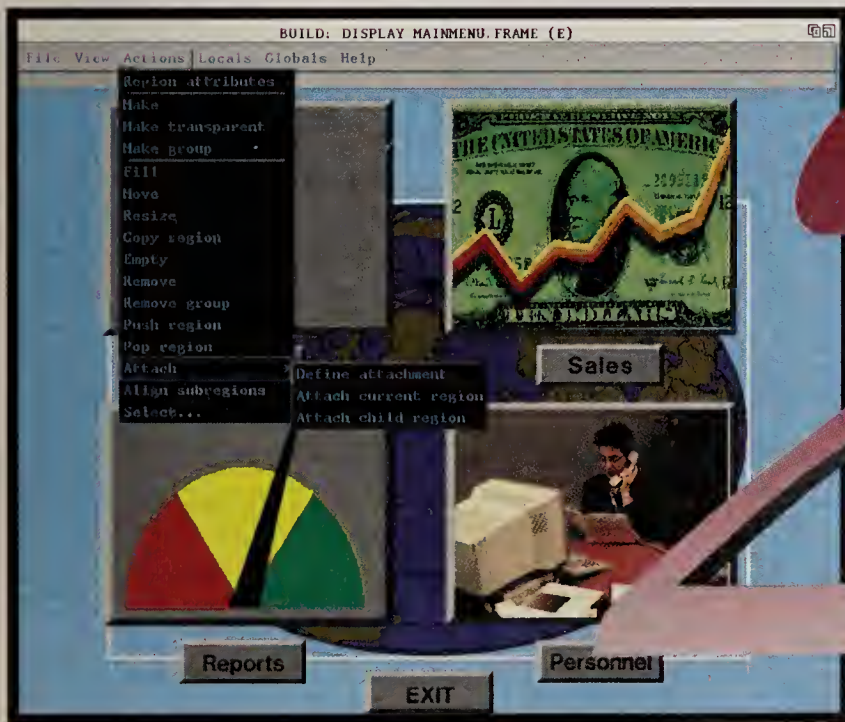 BUILD: DISPLAY MAINMENU.FRAME (E)
File View Actions Locals Globals Help
Region attributes
Make
Make transparent
Make group
Fill
Move
Resize
Copy region
Empty
Remove
Remove group
Push region
Pop region
Attach
Align subregions
Select...
Define attachment
Attach current region
Attach child region
THE UNITED STATES OF AMERIC
TEN DOLLARS
Sales
Reports
Personnel
EXIT